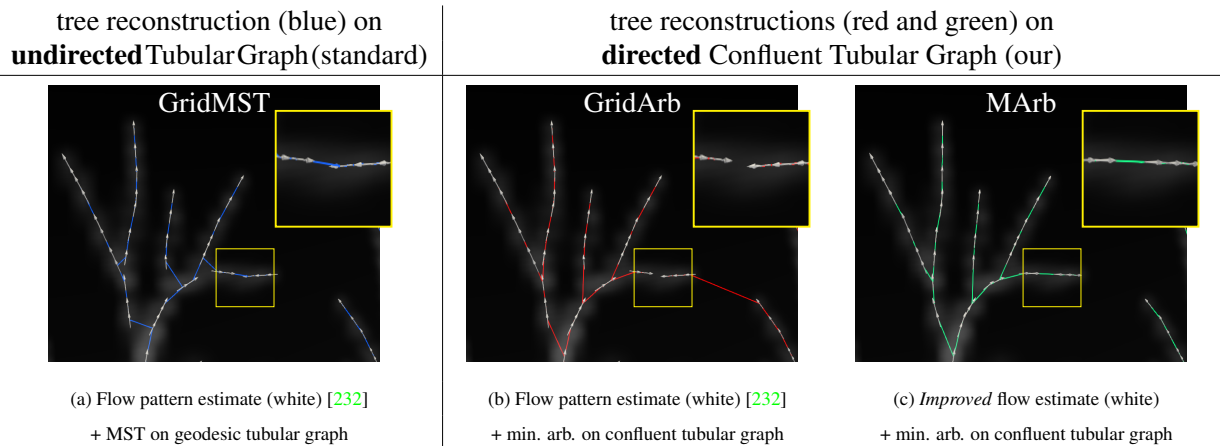 tree reconstruction (blue) on
undirected Tubular Graph (standard)
tree reconstructions (red and green) on
directed Confluent Tubular Graph (our)
GridMST
GridArb
MArb
(a) Flow pattern estimate (white) [232]
+ MST on geodesic tubular graph
(b) Flow pattern estimate (white) [232]
+ min. arb. on confluent tubular graph
(c) Improved flow estimate (white)
+ min. arb. on confluent tubular graph